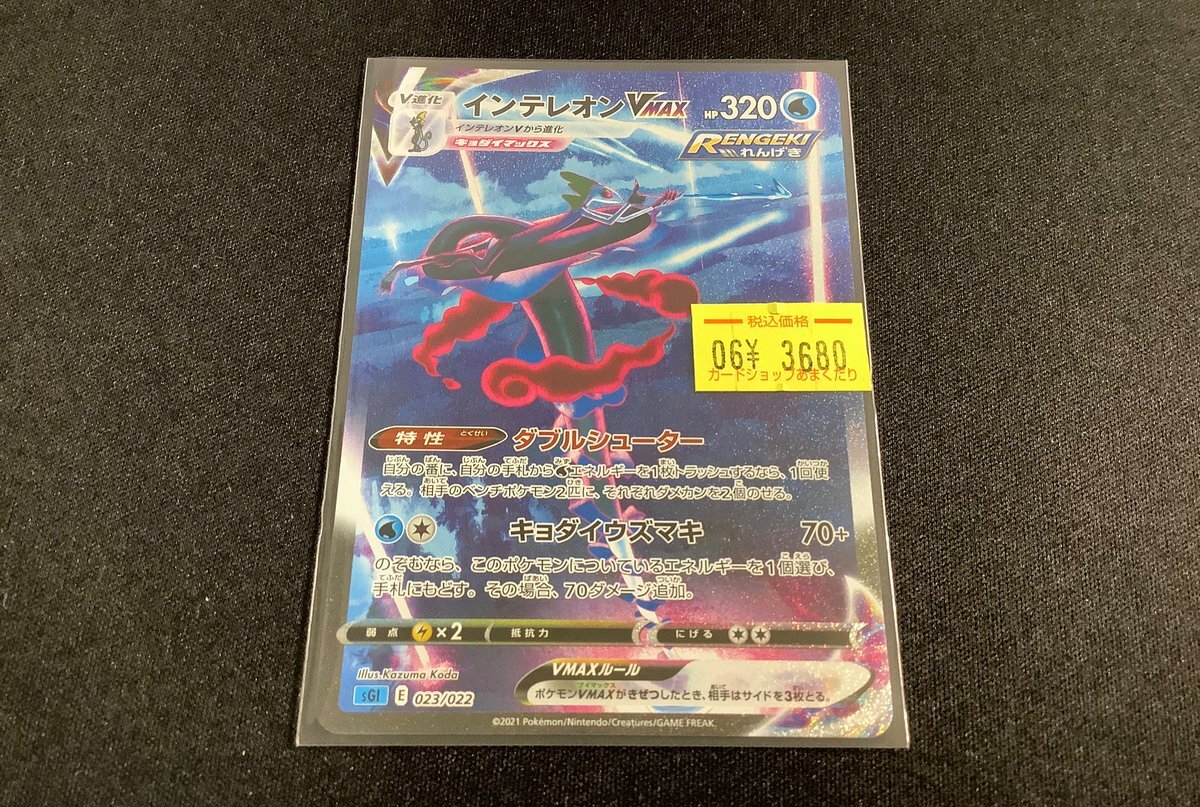 V進化
インテレオンVMAX HP320
インテレオンVから進化
キョダイマックス
RENGEKI
れんげき
税込価格
06¥ 3680
カードショップあまくだり
特性 とくせい ダブルシューター
自分の番に、自分の手札からエネルギーを1枚トラッシュするなら、1回使
える。相手のベンチポケモン2匹に、それぞれダメカンを2個のせる。
キョダイウズマキ 70+
のぞむなら、このポケモンについているエネルギーを1個選び、
手札にもどす。その場合、70ダメージ追加。
弱点 ×2 抵抗力 にげる
Illus.Kazuma Koda
VMAXルール
ブイマックス
ポケモンVMAXがきぜつしたとき、相手はサイドを3枚とる。
sGI E 023/022
©2021 Pokémon/Nintendo/Creatures/GAME FREAK.